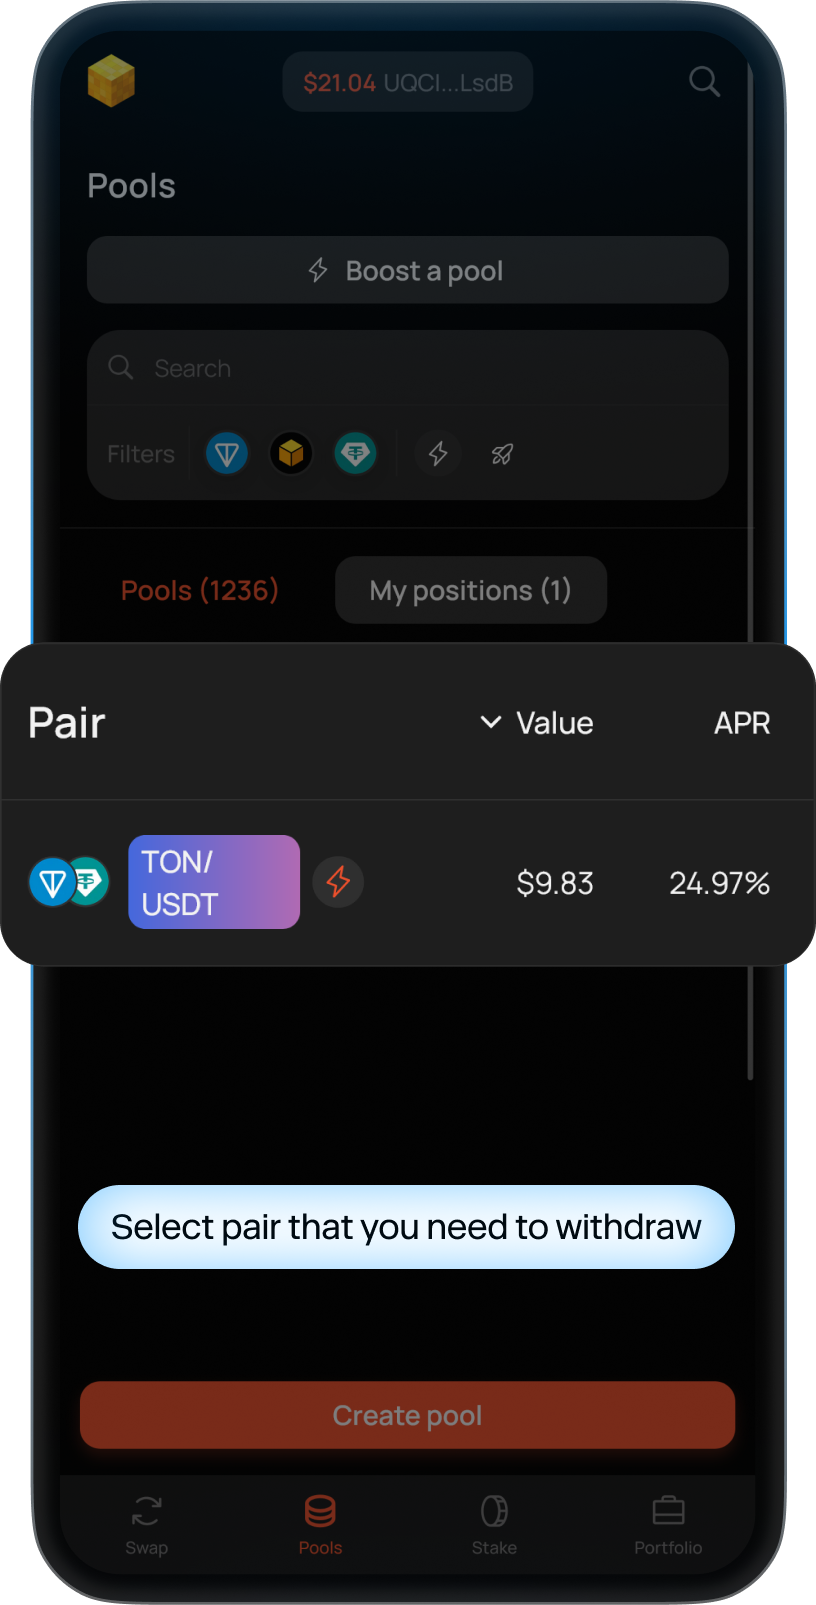 $21.04 UQCI...LsdB
Pools
Boost a pool
Search
Filters
Pools (1236)
My positions (1)
Pair
Value
APR
TON/
USDT
$9.83
24.97%
Select pair that you need to withdraw
Create pool
Swap
Pools
Stake
Portfolio